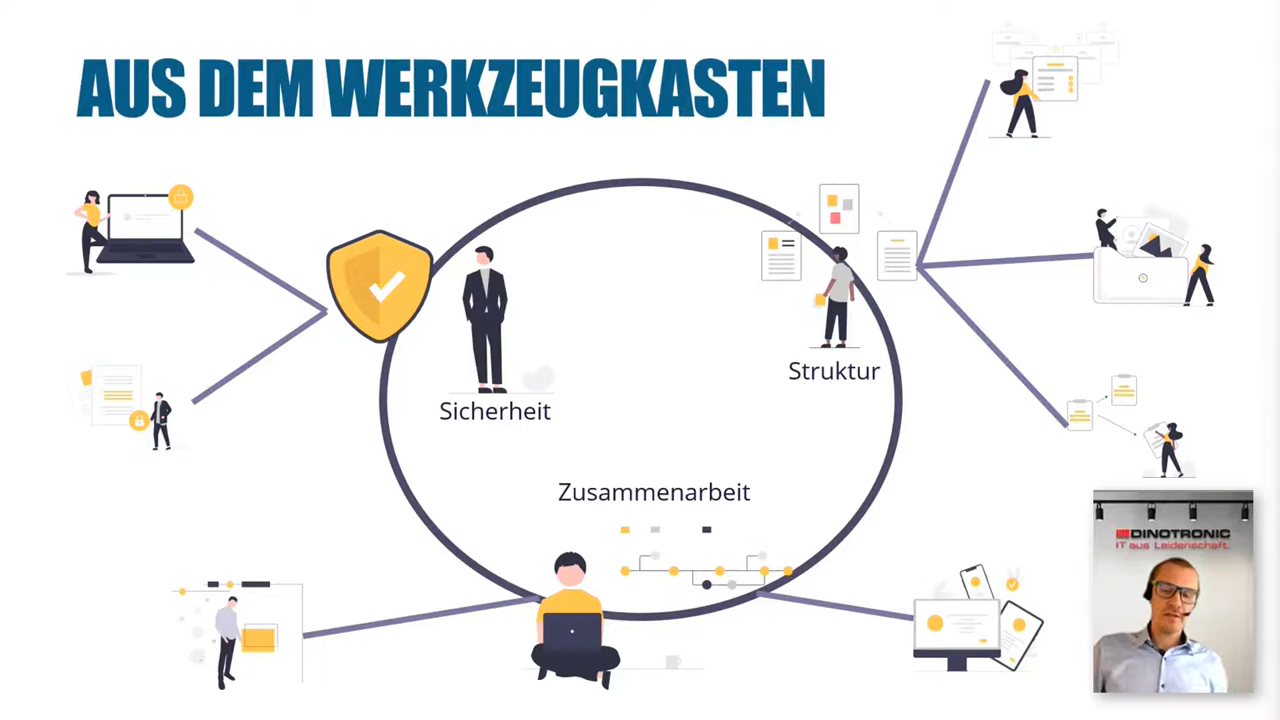 AUS DEM WERKZEUGKASTEN
Struktur
Sicherheit
Zusammenarbeit
DINOTRONIC
IT aus Leidenschaft.